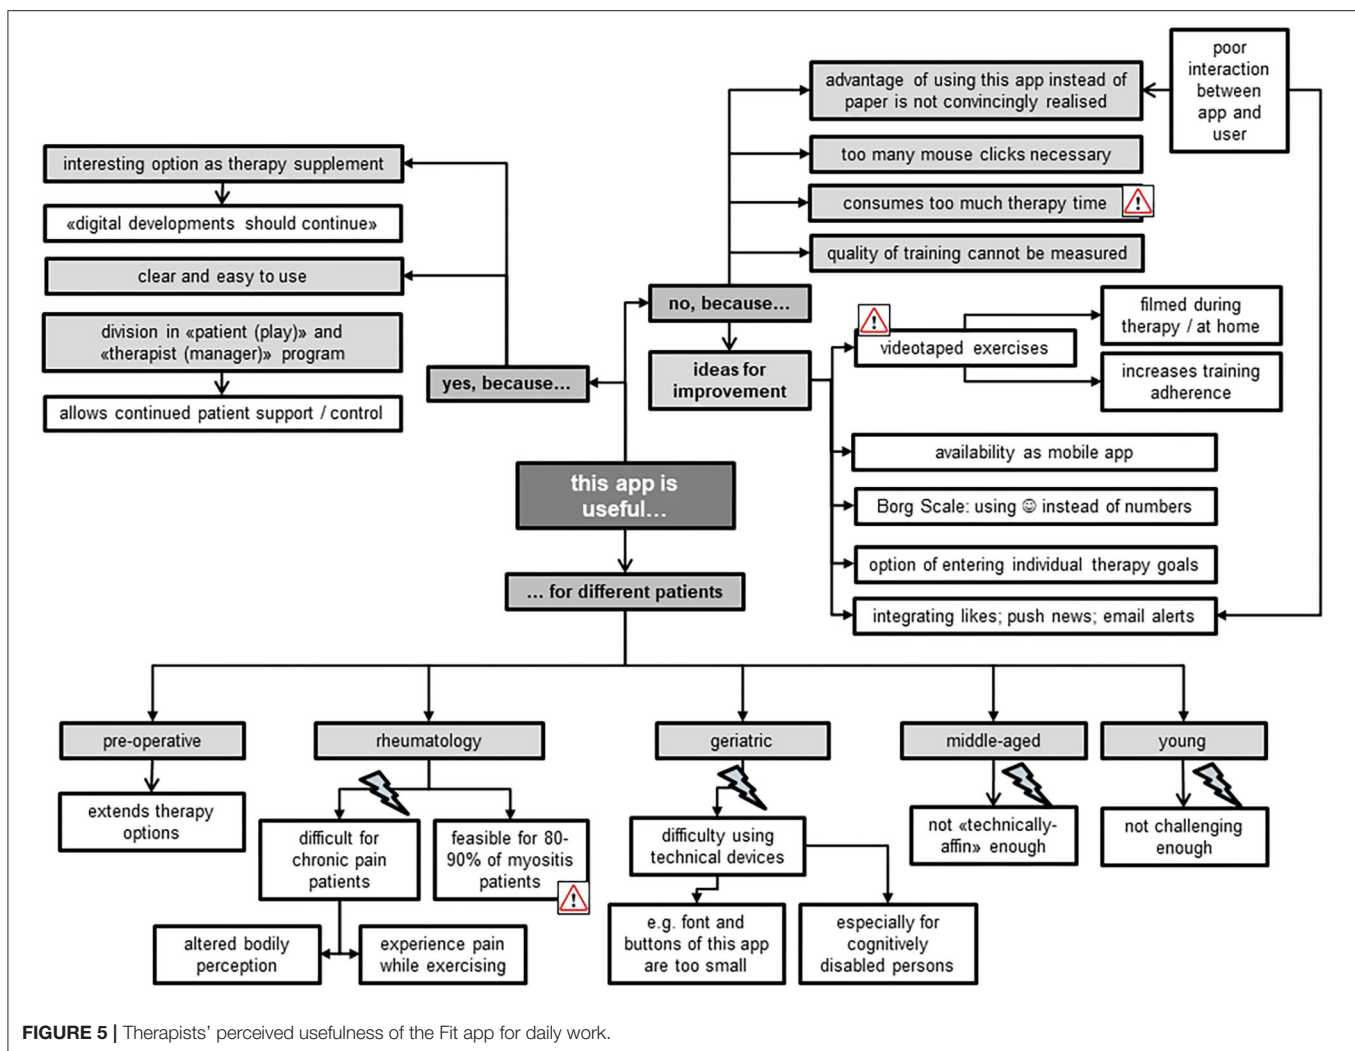 poor
interaction
between
app and
user
advantage of using this app instead of
paper is not convincingly realised
too many mouse clicks necessary
consumes too much therapy time
quality of training cannot be measured
interesting option as therapy supplement
«digital developments should continue»
clear and easy to use
division in «patient (play)» and
«therapist (manager)» program
allows continued patient support / control
yes, because...
no, because...
ideas for
improvement
videotaped exercises
filmed during
therapy / at home
increases training
adherence
availability as mobile app
Borg Scale: using ☺ instead of numbers
option of entering individual therapy goals
integrating likes; push news; email alerts
this app is
useful...
... for different patients
pre-operative
extends therapy
options
rheumatology
difficult for
chronic pain
patients
feasible for 80-
90% of myositis
patients
altered bodily
perception
experience pain
while exercising
geriatric
difficulty using
technical devices
e.g. font and
buttons of this app
are too small
especially for
cognitively
disabled persons
middle-aged
not «technically-
affin» enough
young
not challenging
enough
FIGURE 5 | Therapists' perceived usefulness of the Fit app for daily work.